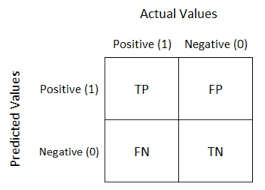 Actual Values
Positive (1) Negative (0)
Predicted Values
Positive (1) TP FP
Negative (0) FN TN